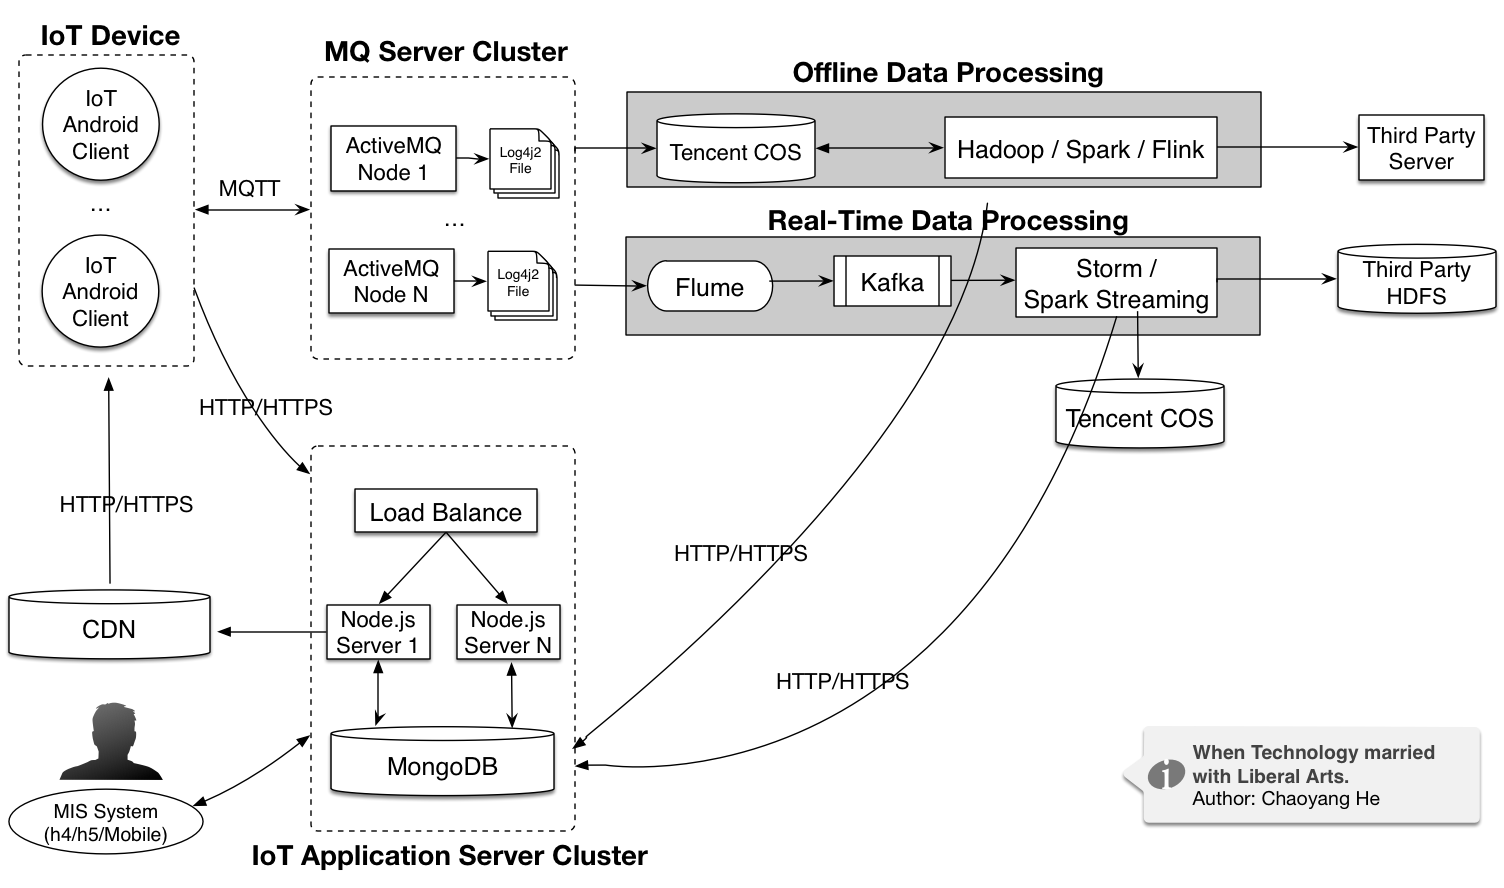 IoT Device
IoT
Android
Client
...
IoT
Android
Client
MQTT
MQ Server Cluster
ActiveMQ
Node 1
Log4j2
File
...
ActiveMQ
Node N
Log4j2
File
Offline Data Processing
Tencent COS
Hadoop / Spark / Flink
Third Party
Server
Real-Time Data Processing
Flume
Kafka
Storm /
Spark Streaming
Third Party
HDFS
Tencent COS
HTTP/HTTPS
HTTP/HTTPS
HTTP/HTTPS
HTTP/HTTPS
Load Balance
Node.js
Server 1
Node.js
Server N
MongoDB
IoT Application Server Cluster
CDN
MIS System
(h4/h5/Mobile)
i
When Technology married
with Liberal Arts.
Author: Chaoyang He